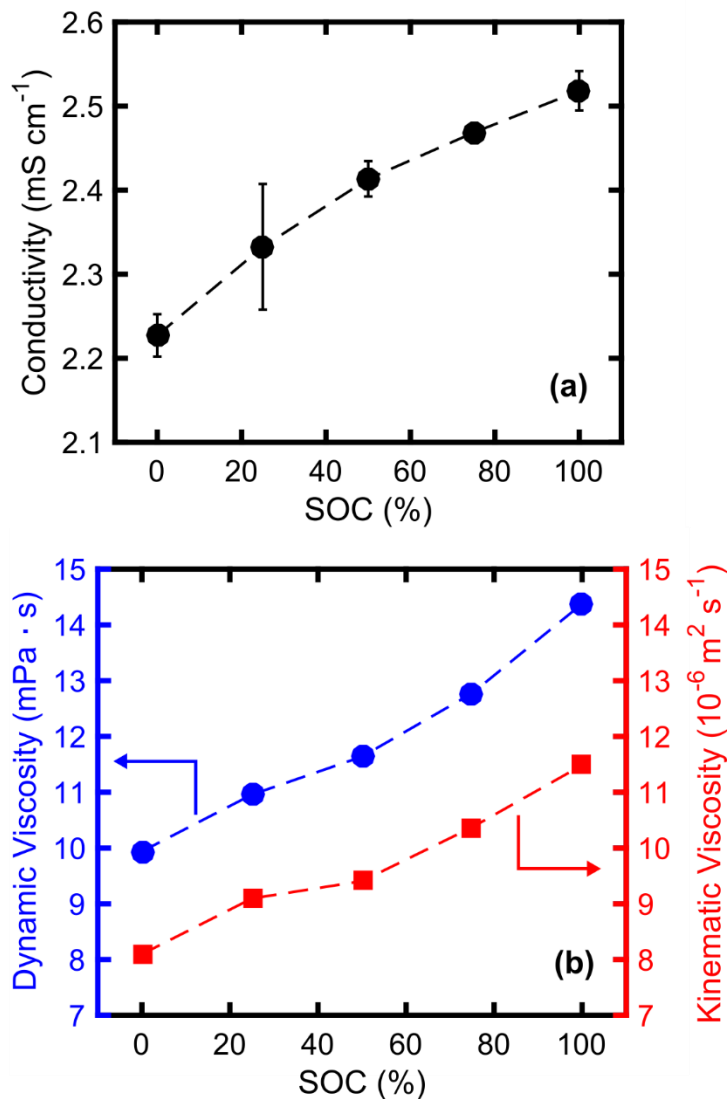 2.6
2.5
2.4
2.3
2.2
2.1
Conductivity (mS cm⁻¹)
(a)
0 20 40 60 80 100
SOC (%)
15 15
14 14
13 13
12 12
11 11
10 10
9 9
8 8
7 7
Dynamic Viscosity (mPa · s)
Kinematic Viscosity (10⁻⁶ m² s⁻¹)
(b)
0 20 40 60 80 100
SOC (%)